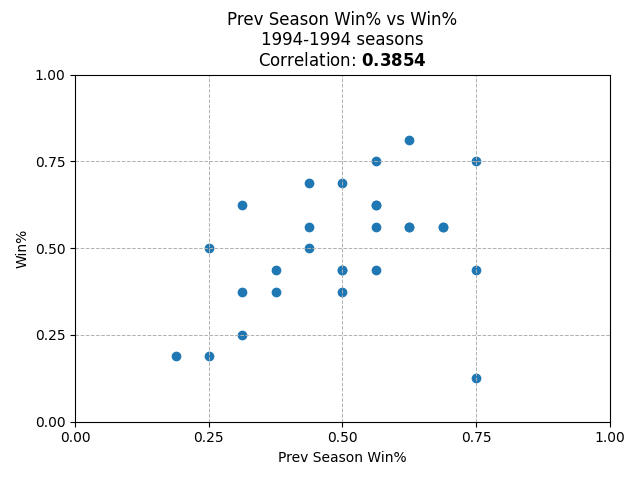 Prev Season Win% vs Win%
1994-1994 seasons
Correlation: 0.3854
1.00
0.75
0.50
0.25
0.00
Win%
0.00 0.25 0.50 0.75 1.00
Prev Season Win%